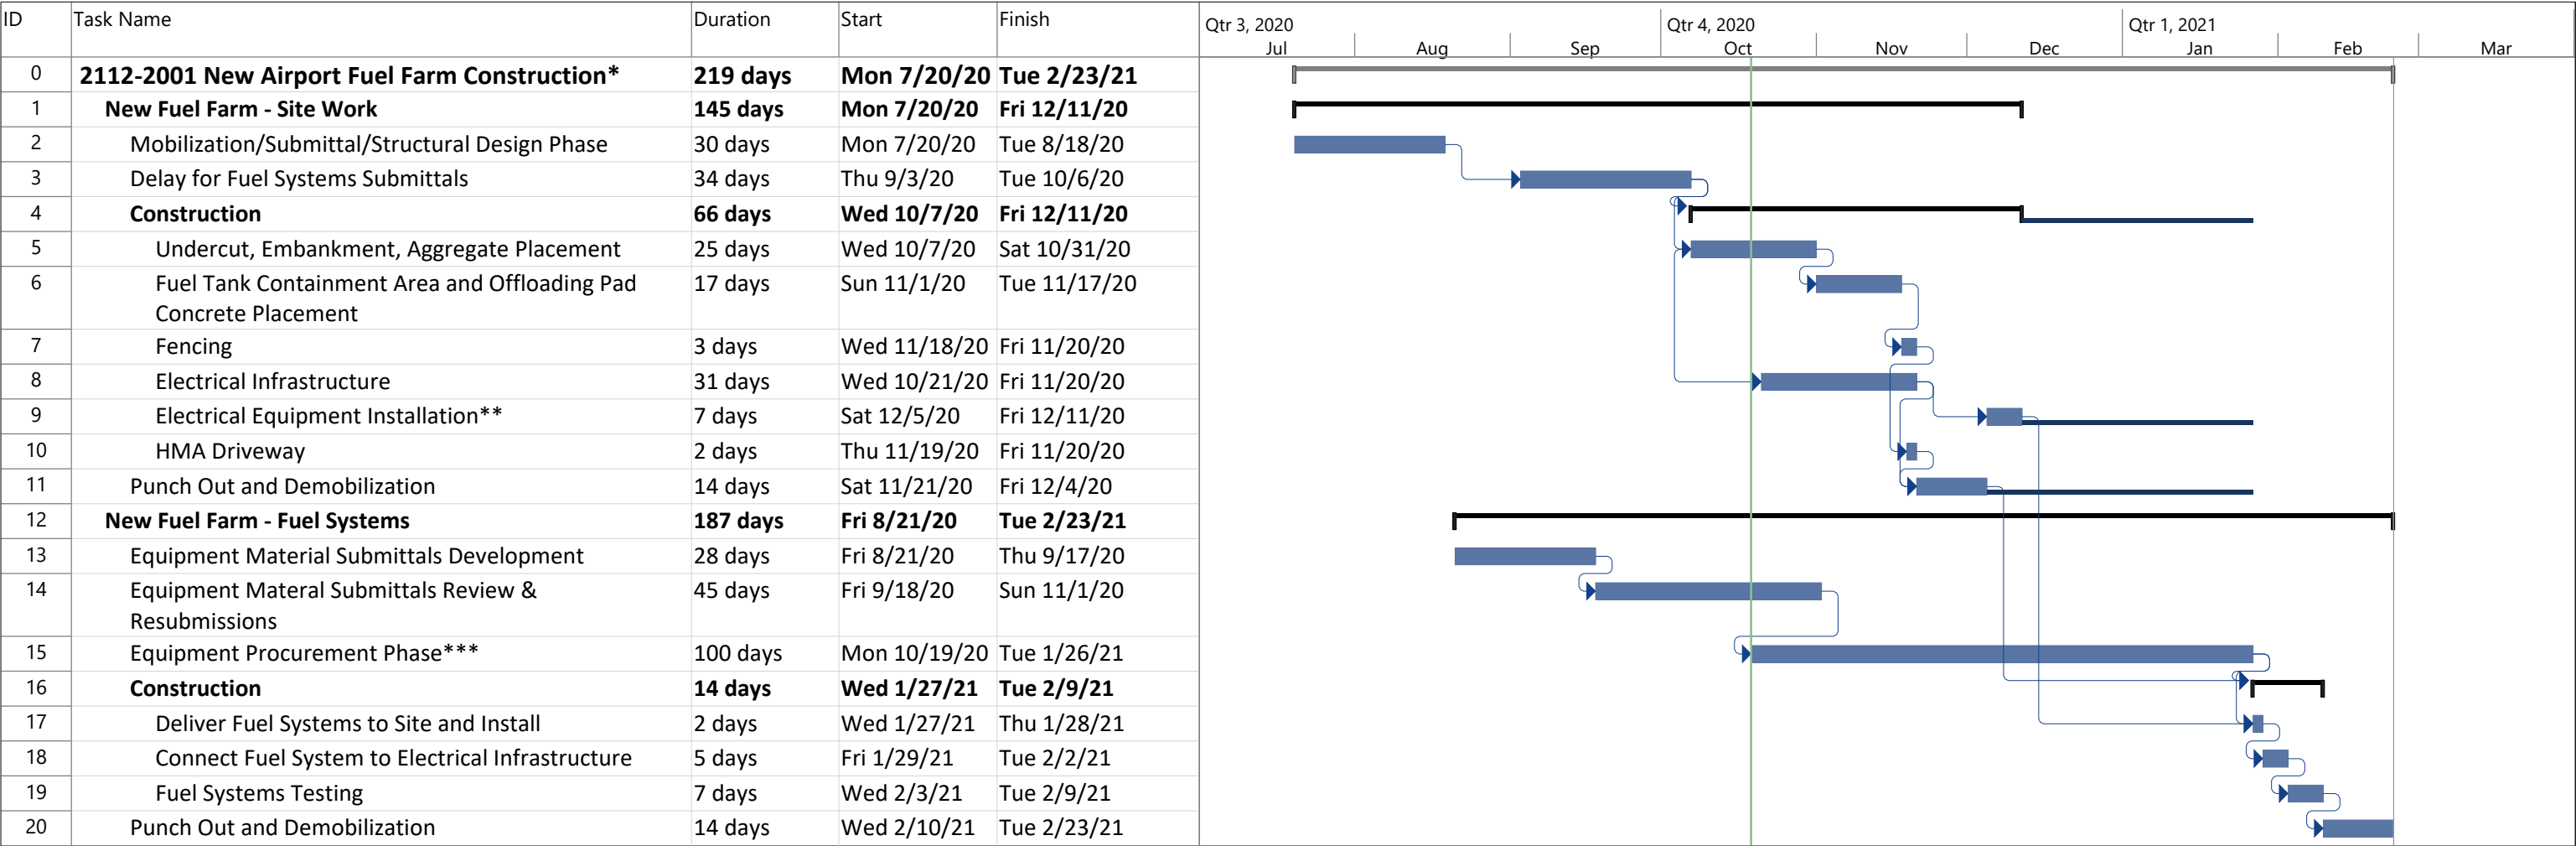 ID Task Name Duration Start Finish Qtr 3, 2020 Qtr 4, 2020 Qtr 1, 2021
Jul Aug Sep Oct Nov Dec Jan Feb Mar
0 2112-2001 New Airport Fuel Farm Construction* 219 days Mon 7/20/20 Tue 2/23/21
1 New Fuel Farm - Site Work 145 days Mon 7/20/20 Fri 12/11/20
2 Mobilization/Submittal/Structural Design Phase 30 days Mon 7/20/20 Tue 8/18/20
3 Delay for Fuel Systems Submittals 34 days Thu 9/3/20 Tue 10/6/20
4 Construction 66 days Wed 10/7/20 Fri 12/11/20
5 Undercut, Embankment, Aggregate Placement 25 days Wed 10/7/20 Sat 10/31/20
6 Fuel Tank Containment Area and Offloading Pad 17 days Sun 11/1/20 Tue 11/17/20
Concrete Placement
7 Fencing 3 days Wed 11/18/20 Fri 11/20/20
8 Electrical Infrastructure 31 days Wed 10/21/20 Fri 11/20/20
9 Electrical Equipment Installation** 7 days Sat 12/5/20 Fri 12/11/20
10 HMA Driveway 2 days Thu 11/19/20 Fri 11/20/20
11 Punch Out and Demobilization 14 days Sat 11/21/20 Fri 12/4/20
12 New Fuel Farm - Fuel Systems 187 days Fri 8/21/20 Tue 2/23/21
13 Equipment Material Submittals Development 28 days Fri 8/21/20 Thu 9/17/20
14 Equipment Materal Submittals Review & 45 days Fri 9/18/20 Sun 11/1/20
Resubmissions
15 Equipment Procurement Phase*** 100 days Mon 10/19/20 Tue 1/26/21
16 Construction 14 days Wed 1/27/21 Tue 2/9/21
17 Deliver Fuel Systems to Site and Install 2 days Wed 1/27/21 Thu 1/28/21
18 Connect Fuel System to Electrical Infrastructure 5 days Fri 1/29/21 Tue 2/2/21
19 Fuel Systems Testing 7 days Wed 2/3/21 Tue 2/9/21
20 Punch Out and Demobilization 14 days Wed 2/10/21 Tue 2/23/21